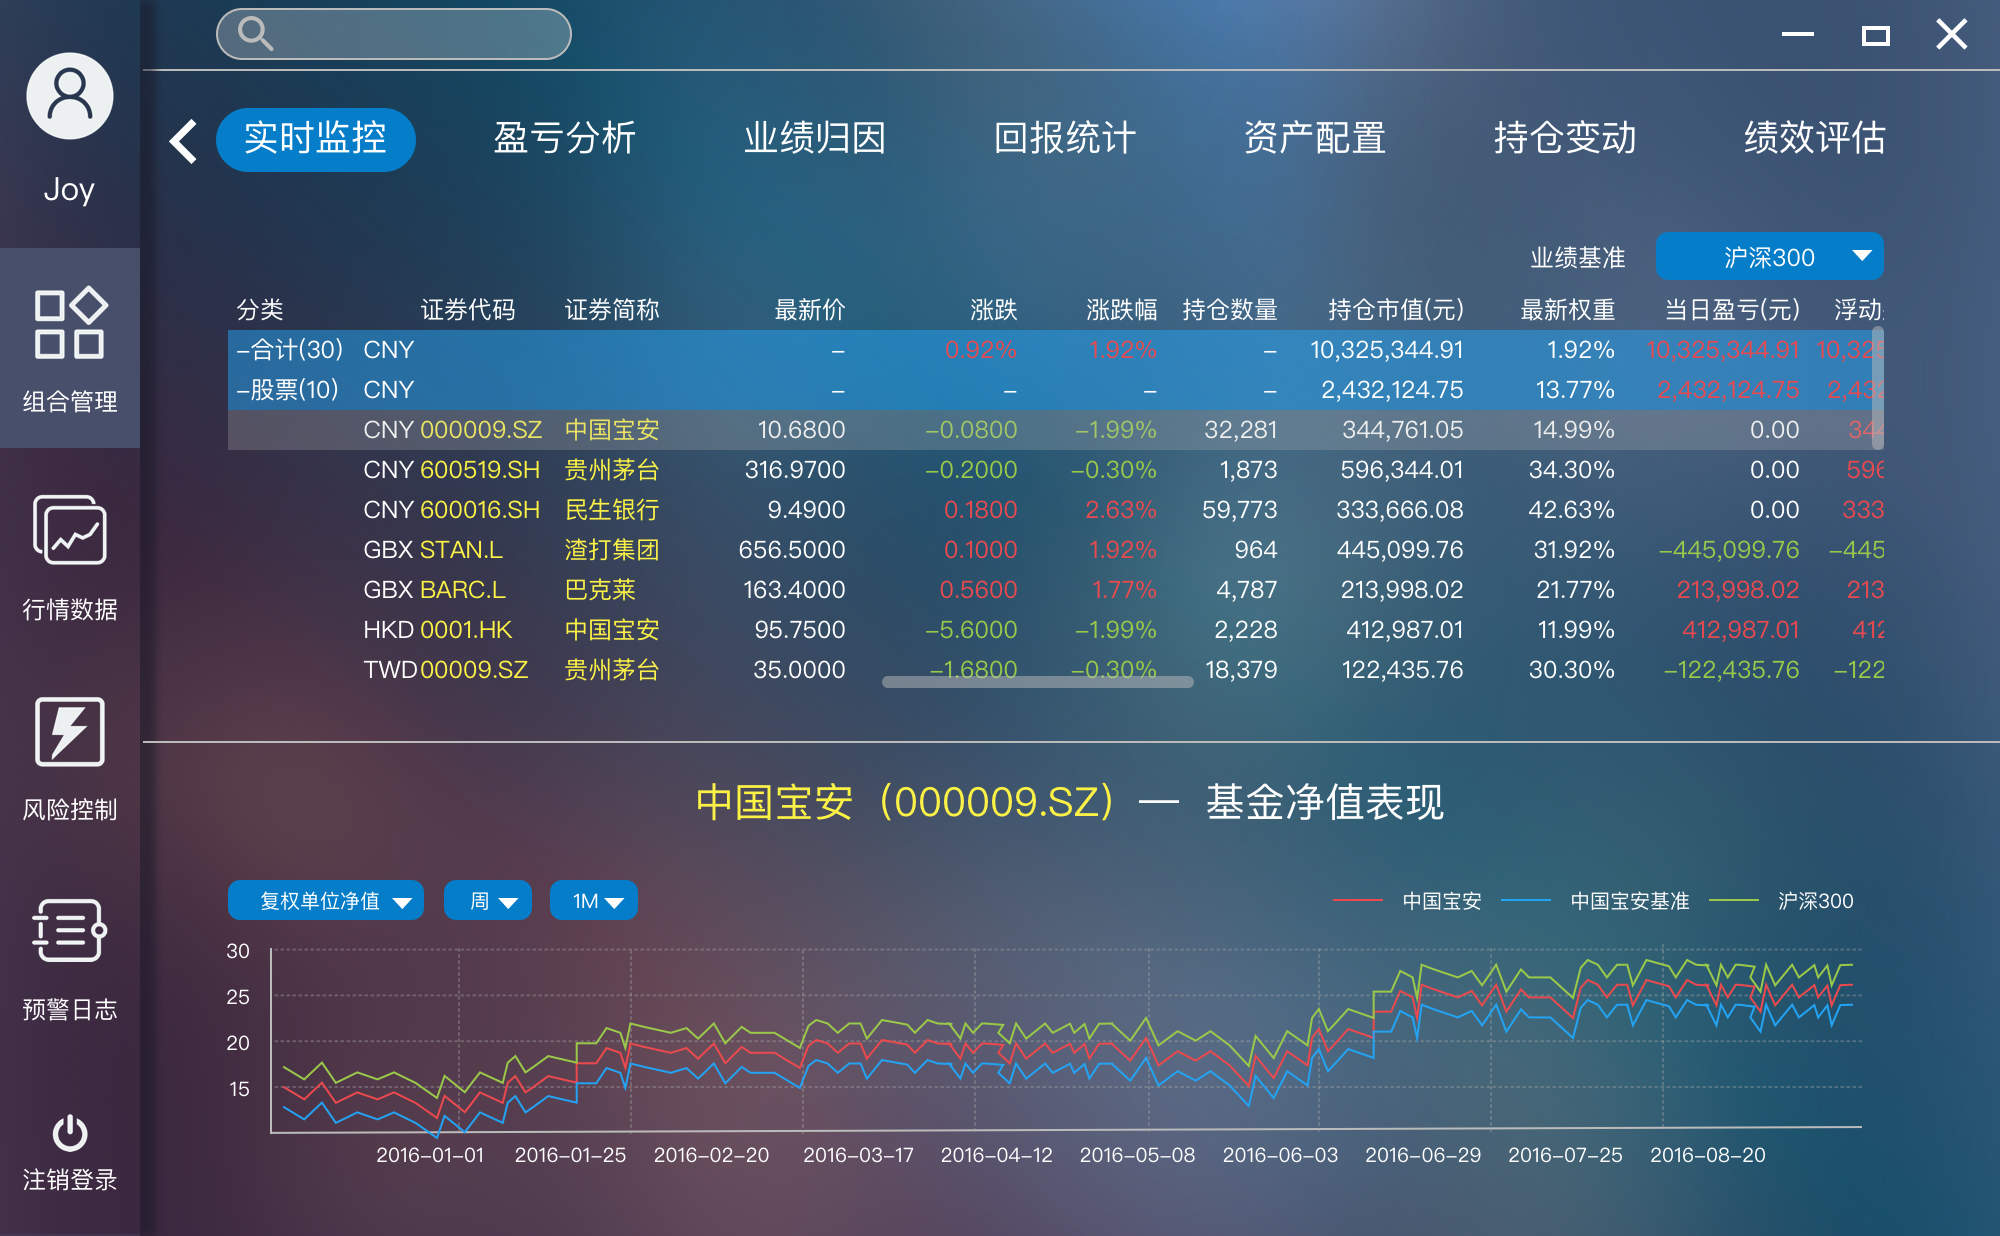 Joy
组合管理
行情数据
风险控制
预警日志
注销登录
实时监控 盈亏分析 业绩归因 回报统计 资产配置 持仓变动 绩效评估
业绩基准 沪深300
分类 证券代码 证券简称 最新价 涨跌 涨跌幅 持仓数量 持仓市值(元) 最新权重 当日盈亏(元) 浮动
–合计(30) CNY – 0.92% 1.92% – 10,325,344.91 1.92% 10,325,344.91 10,325
–股票(10) CNY – – – – 2,432,124.75 13.77% 2,432,124.75 2,432
CNY 000009.SZ 中国宝安 10.6800 –0.0800 –1.99% 32,281 344,761.05 14.99% 0.00 344
CNY 600519.SH 贵州茅台 316.9700 –0.2000 –0.30% 1,873 596,344.01 34.30% 0.00 596
CNY 600016.SH 民生银行 9.4900 0.1800 2.63% 59,773 333,666.08 42.63% 0.00 333
GBX STAN.L 渣打集团 656.5000 0.1000 1.92% 964 445,099.76 31.92% –445,099.76 –445
GBX BARC.L 巴克莱 163.4000 0.5600 1.77% 4,787 213,998.02 21.77% 213,998.02 213
HKD 0001.HK 中国宝安 95.7500 –5.6000 –1.99% 2,228 412,987.01 11.99% 412,987.01 412
TWD 00009.SZ 贵州茅台 35.0000 –1.6800 –0.30% 18,379 122,435.76 30.30% –122,435.76 –122
中国宝安（000009.SZ）— 基金净值表现
复权单位净值 周 1M 中国宝安 中国宝安基准 沪深300
30
25
20
15
2016–01–01 2016–01–25 2016–02–20 2016–03–17 2016–04–12 2016–05–08 2016–06–03 2016–06–29 2016–07–25 2016–08–20